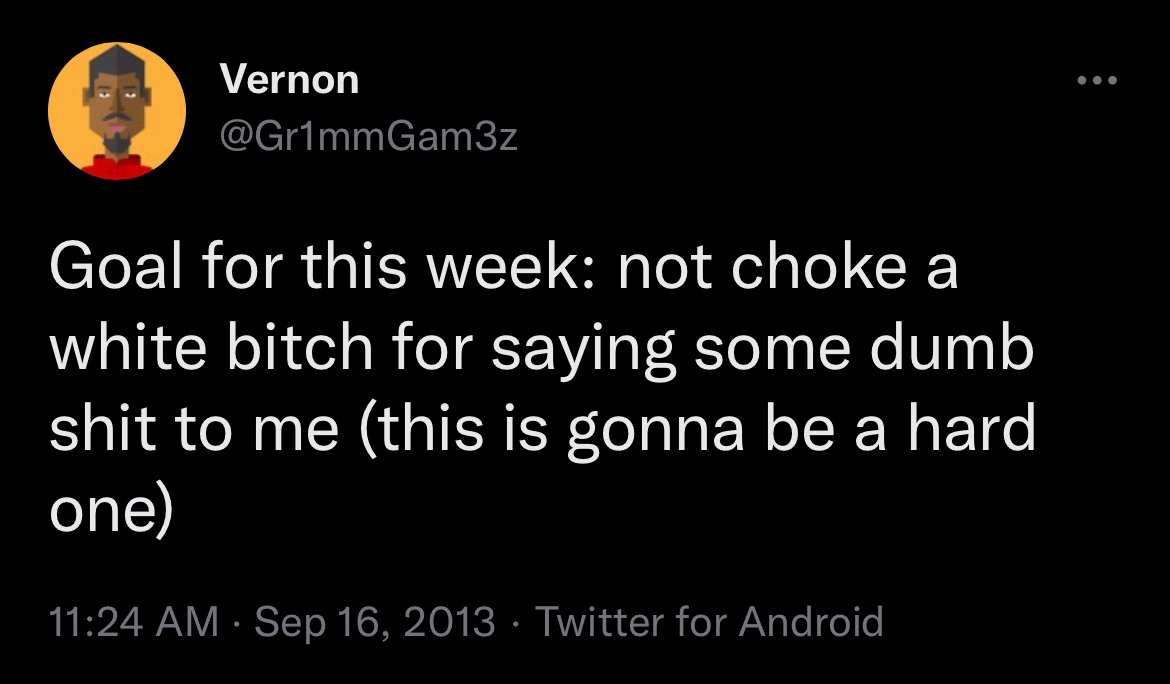 Vernon
@Gr1mmGam3z
Goal for this week: not choke a
white bitch for saying some dumb
shit to me (this is gonna be a hard
one)
11:24 AM · Sep 16, 2013 · Twitter for Android